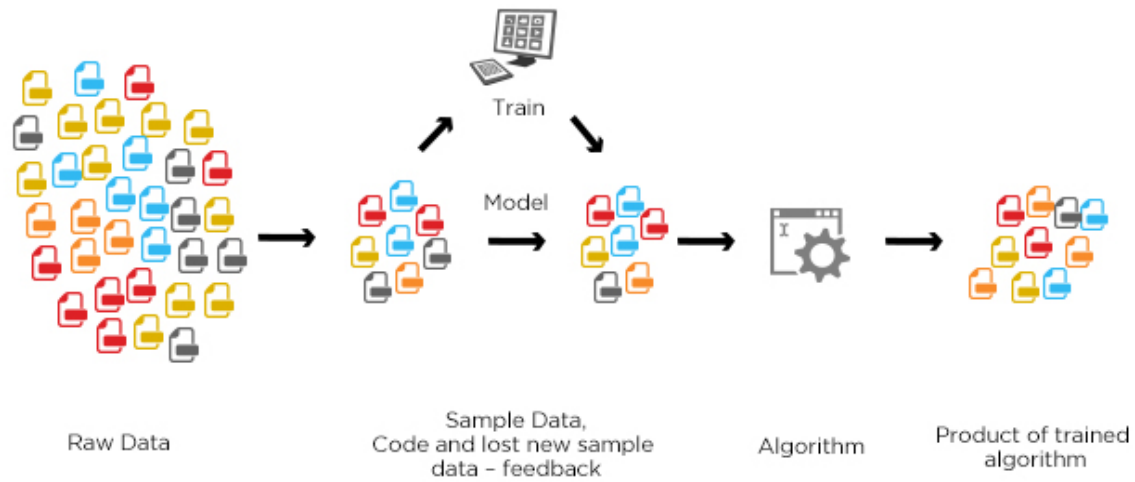 Train
Model
Raw Data
Sample Data,
Code and lost new sample
data – feedback
Algorithm
Product of trained
algorithm